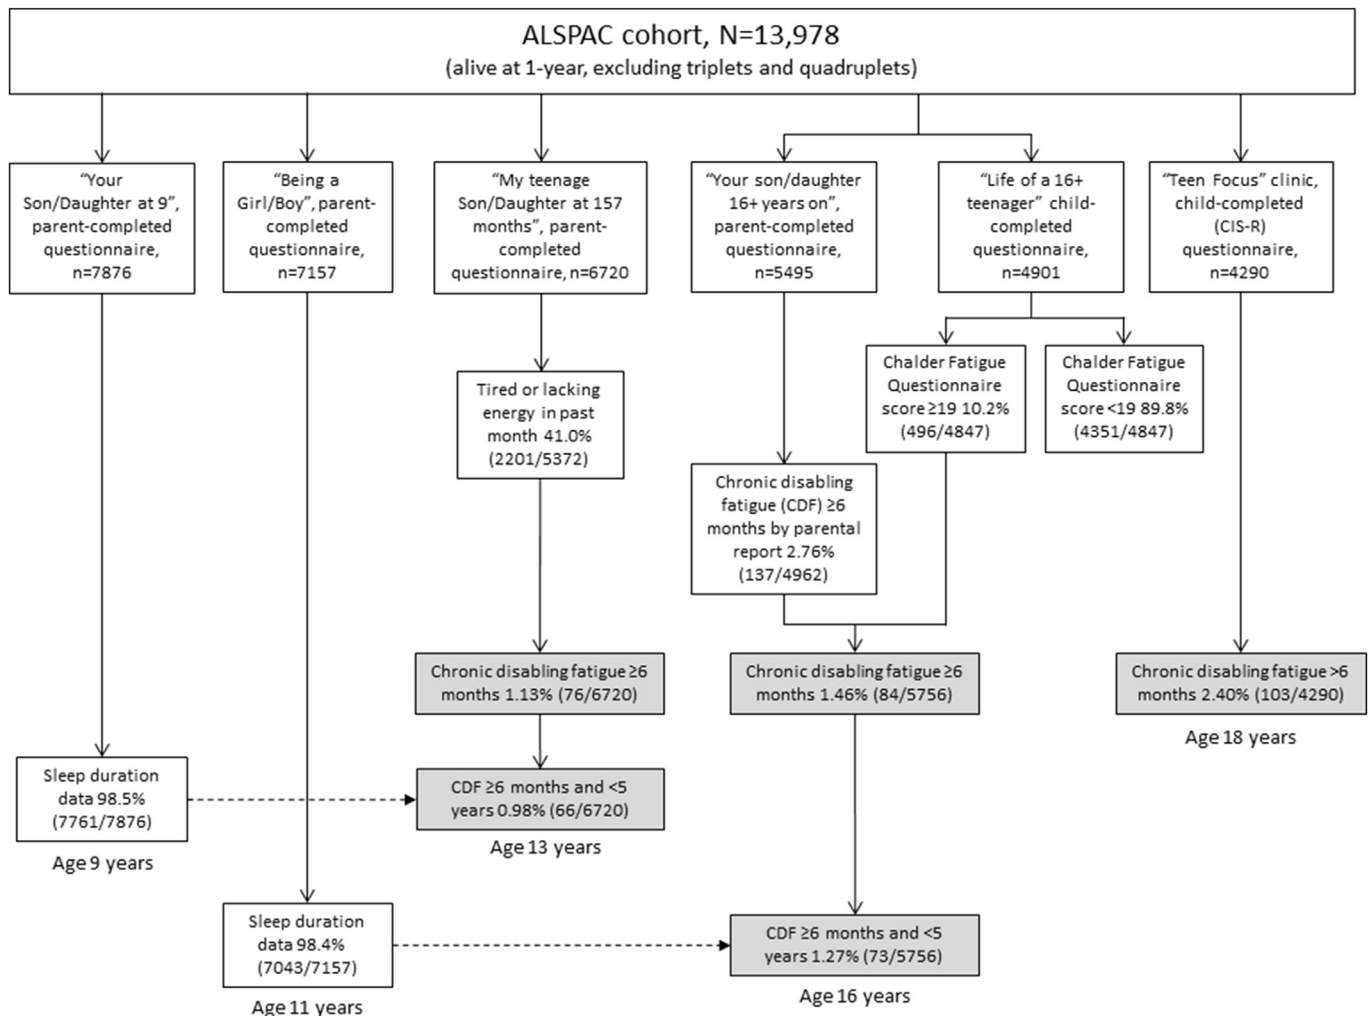 ALSPAC cohort, N=13,978
(alive at 1-year, excluding triplets and quadruplets)
“Your
Son/Daughter at 9”,
parent-completed
questionnaire,
n=7876
“Being a
Girl/Boy”, parent-
completed
questionnaire,
n=7157
“My teenage
Son/Daughter at 157
months”, parent-
completed
questionnaire, n=6720
“Your son/daughter
16+ years on”,
parent-completed
questionnaire,
n=5495
“Life of a 16+
teenager” child-
completed
questionnaire,
n=4901
“Teen Focus” clinic,
child-completed
(CIS-R)
questionnaire,
n=4290
Tired or lacking
energy in past
month 41.0%
(2201/5372)
Chalder Fatigue
Questionnaire
score ≥19 10.2%
(496/4847)
Chalder Fatigue
Questionnaire
score <19 89.8%
(4351/4847)
Chronic disabling
fatigue (CDF) ≥6
months by parental
report 2.76%
(137/4962)
Chronic disabling fatigue ≥6
months 1.13% (76/6720)
Chronic disabling fatigue ≥6
months 1.46% (84/5756)
Chronic disabling fatigue >6
months 2.40% (103/4290)
Age 18 years
Sleep duration
data 98.5%
(7761/7876)
Age 9 years
CDF ≥6 months and <5
years 0.98% (66/6720)
Age 13 years
Sleep duration
data 98.4%
(7043/7157)
Age 11 years
CDF ≥6 months and <5
years 1.27% (73/5756)
Age 16 years